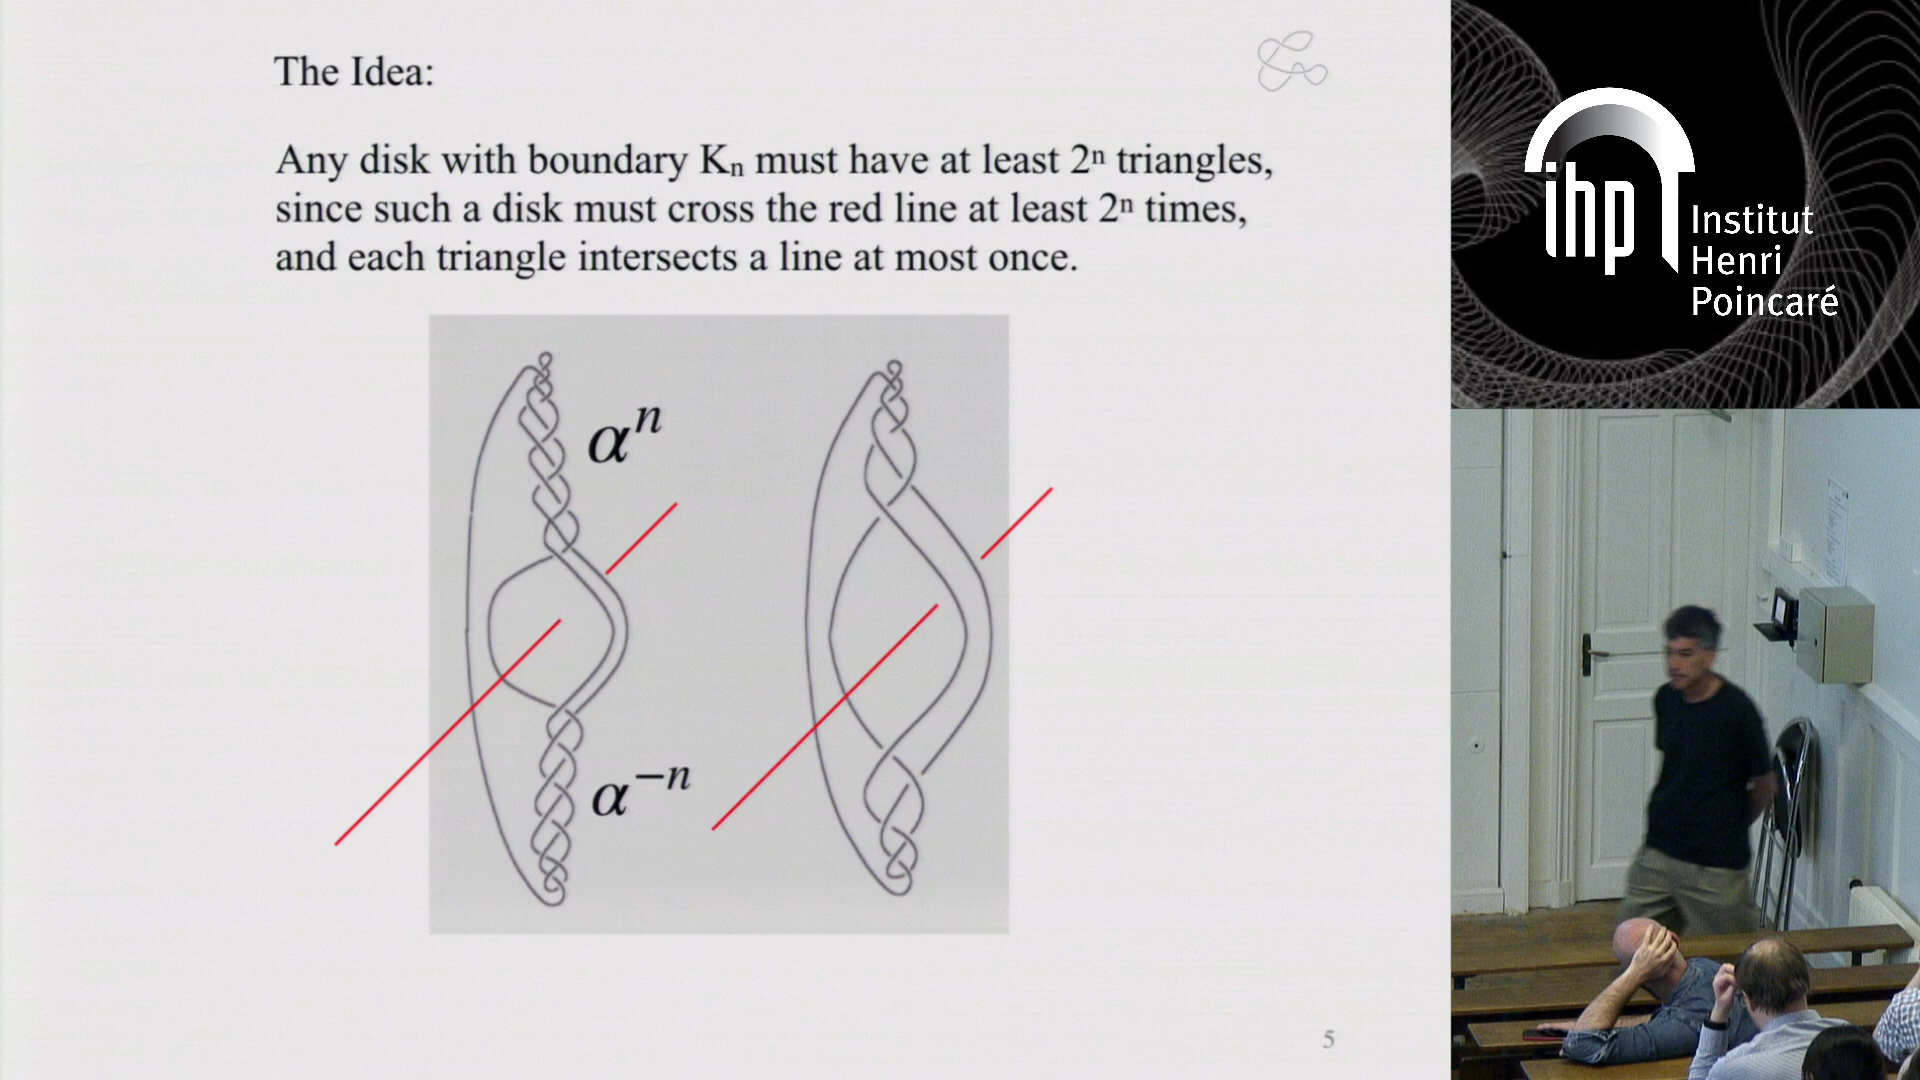 The Idea:
Any disk with boundary Kₙ must have at least 2ⁿ triangles,
since such a disk must cross the red line at least 2ⁿ times,
and each triangle intersects a line at most once.
αⁿ
α⁻ⁿ
5
ihp Institut
Henri
Poincaré